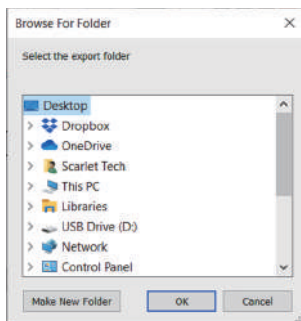 Browse For Folder
Select the export folder
Desktop
Dropbox
OneDrive
Scarlet Tech
This PC
Libraries
USB Drive (D:)
Network
Control Panel
Make New Folder
OK
Cancel